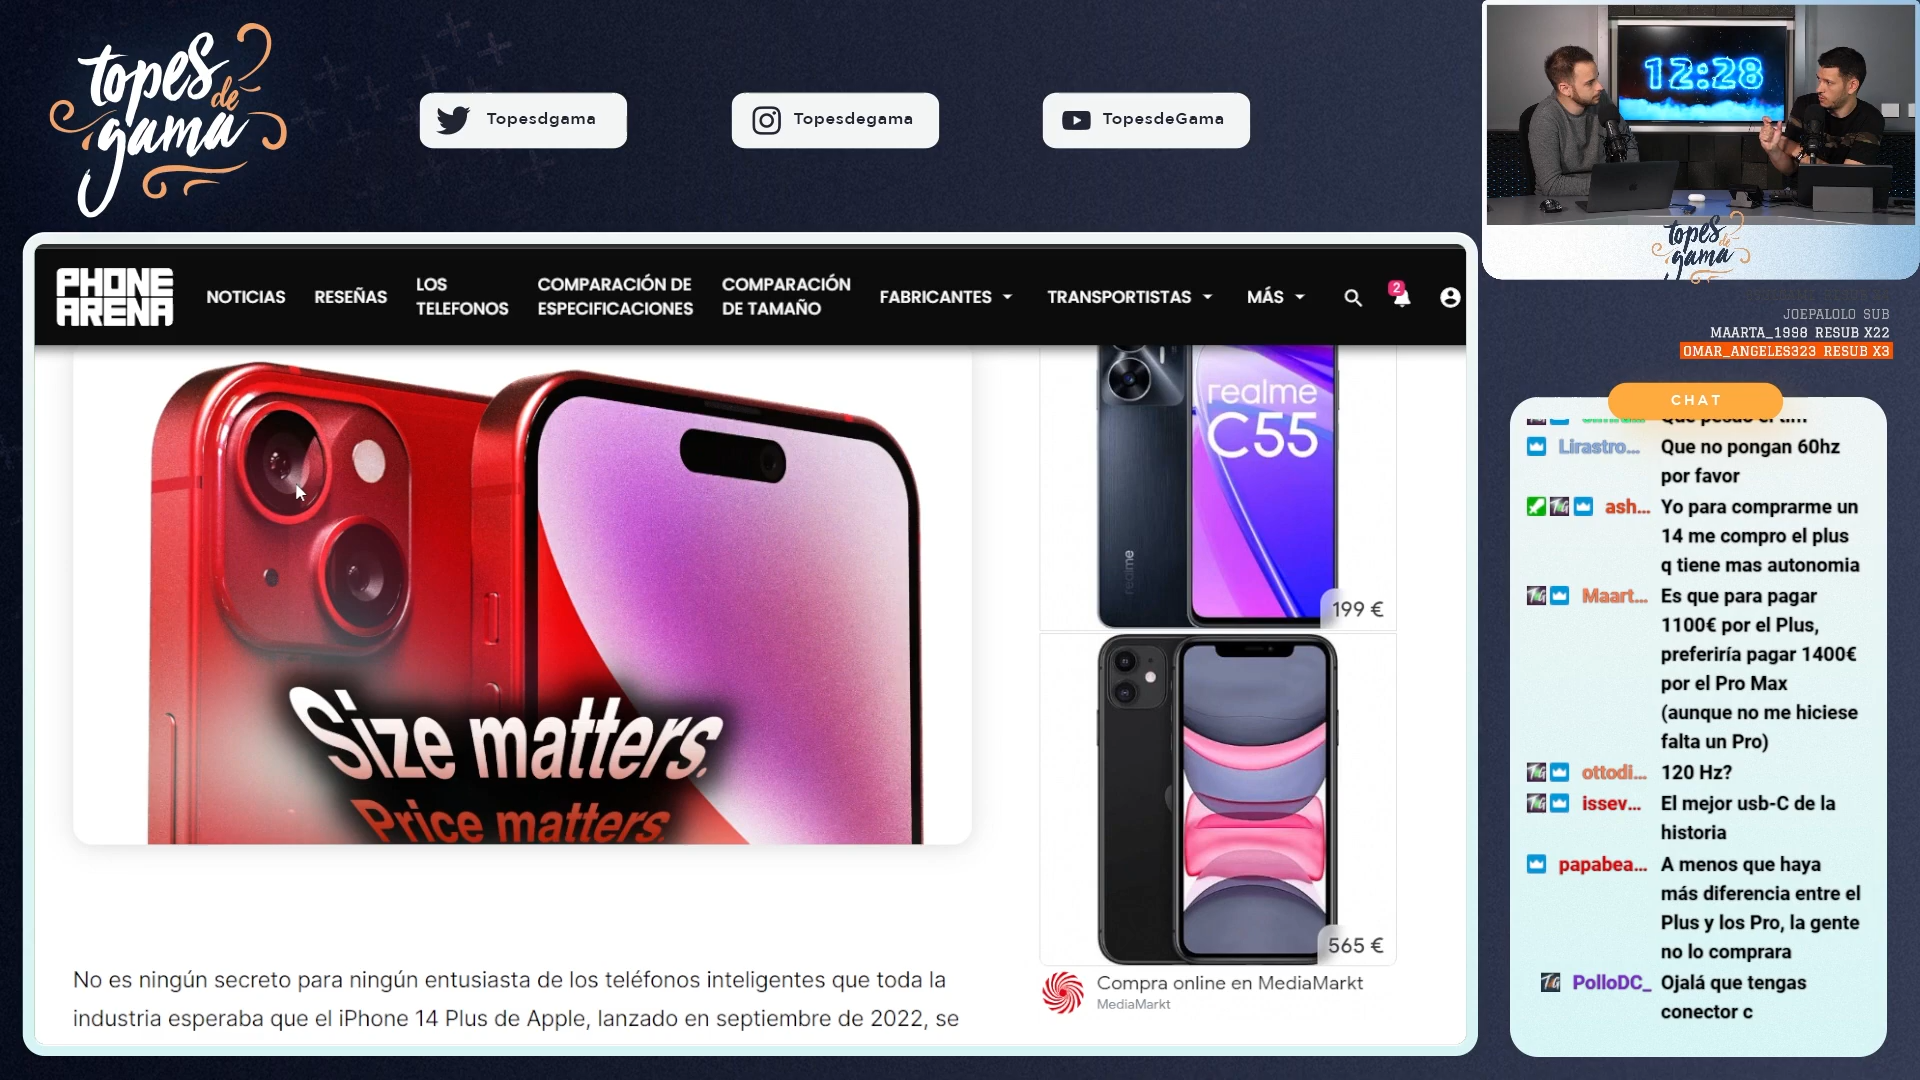 topes
de
gama
Topesdgama
Topesdegama
TopesdeGama
12:28
topes
de
gama
JOEPALOLO SUB
MAARTA_1998 RESUB X22
OMAR_ANGELES323 RESUB X3
PHONE
ARENA
NOTICIAS
RESEÑAS
LOS
TELEFONOS
COMPARACIÓN DE
ESPECIFICACIONES
COMPARACIÓN
DE TAMAÑO
FABRICANTES
TRANSPORTISTAS
MÁS
2
Size matters.
Price matters.
realme
C55
realme
199 €
565 €
Compra online en MediaMarkt
MediaMarkt
No es ningún secreto para ningún entusiasta de los teléfonos inteligentes que toda la
industria esperaba que el iPhone 14 Plus de Apple, lanzado en septiembre de 2022, se
CHAT
Lirastro... Que no pongan 60hz
por favor
ash... Yo para comprarme un
14 me compro el plus
q tiene mas autonomia
Maart... Es que para pagar
1100€ por el Plus,
preferiría pagar 1400€
por el Pro Max
(aunque no me hiciese
falta un Pro)
ottodi... 120 Hz?
issev... El mejor usb-C de la
historia
papabea... A menos que haya
más diferencia entre el
Plus y los Pro, la gente
no lo comprara
PolloDC_ Ojalá que tengas
conector c